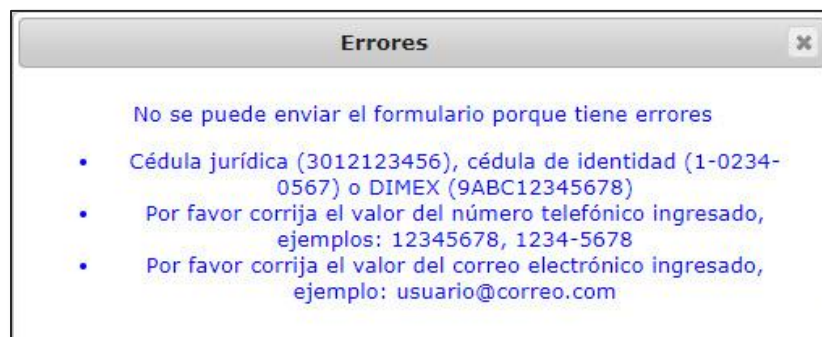 Errores
No se puede enviar el formulario porque tiene errores
• Cédula jurídica (3012123456), cédula de identidad (1-0234-
0567) o DIMEX (9ABC12345678)
• Por favor corrija el valor del número telefónico ingresado,
ejemplos: 12345678, 1234-5678
• Por favor corrija el valor del correo electrónico ingresado,
ejemplo: usuario@correo.com